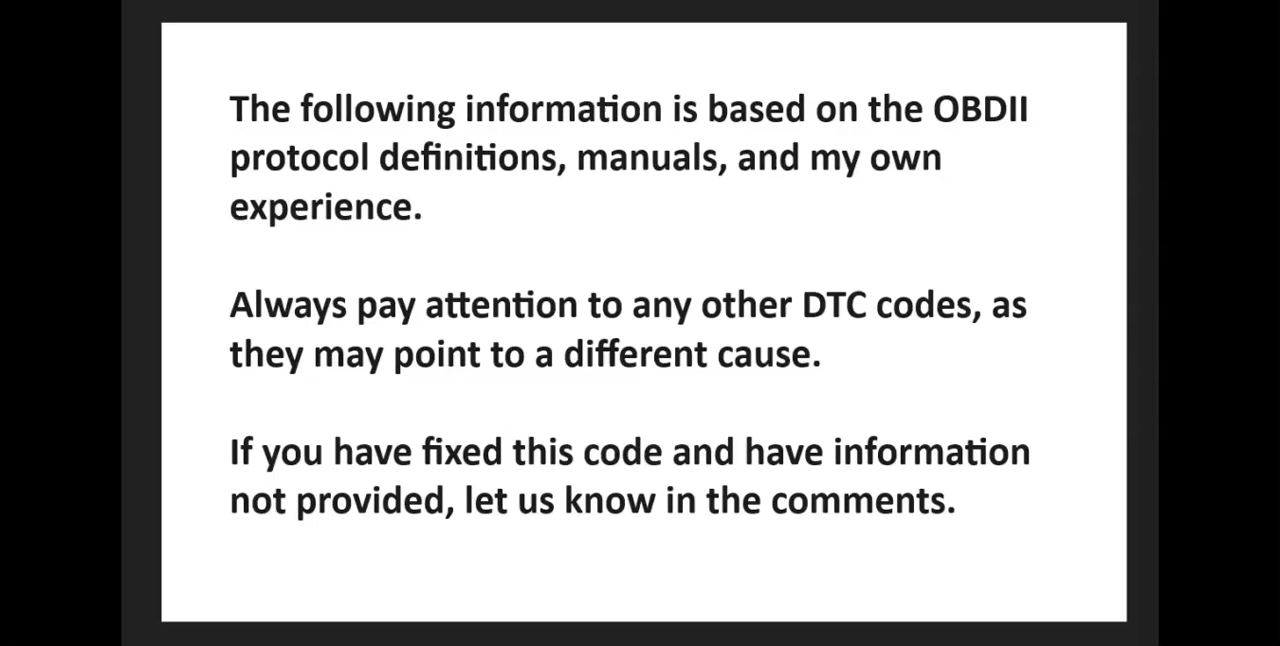 The following information is based on the OBDII
protocol definitions, manuals, and my own
experience.
Always pay attention to any other DTC codes, as
they may point to a different cause.
If you have fixed this code and have information
not provided, let us know in the comments.